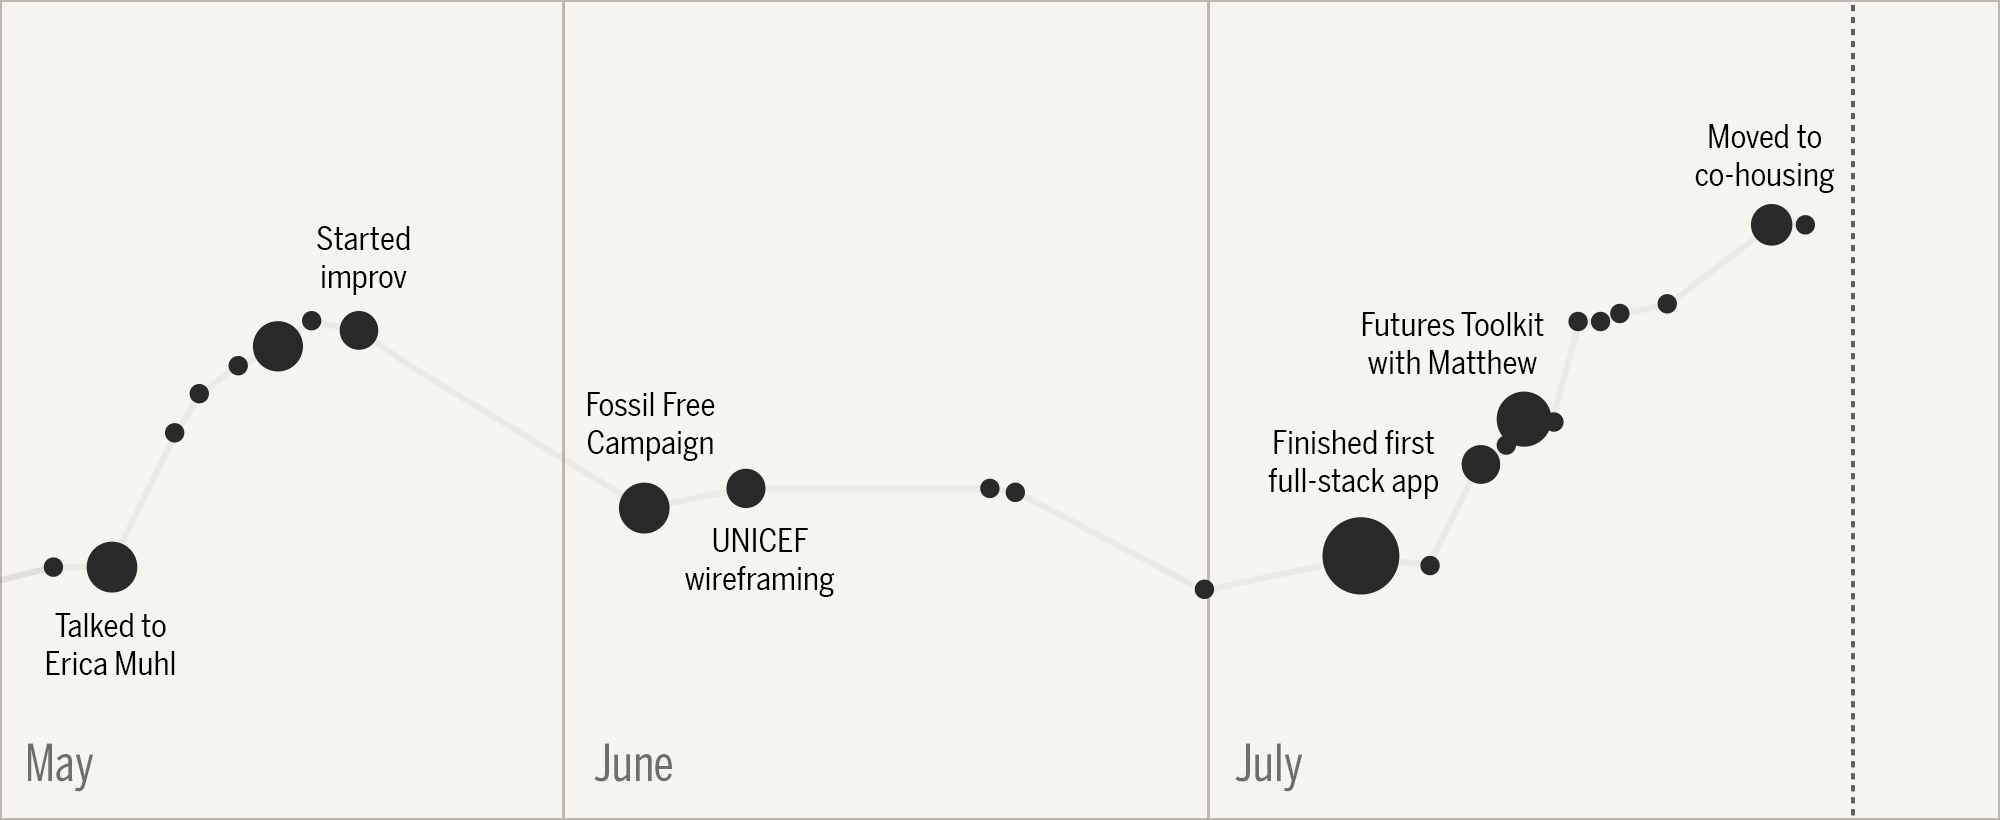 Moved to
co-housing
Started
improv
Futures Toolkit
with Matthew
Fossil Free
Campaign
Finished first
full-stack app
UNICEF
wireframing
Talked to
Erica Muhl
May
June
July